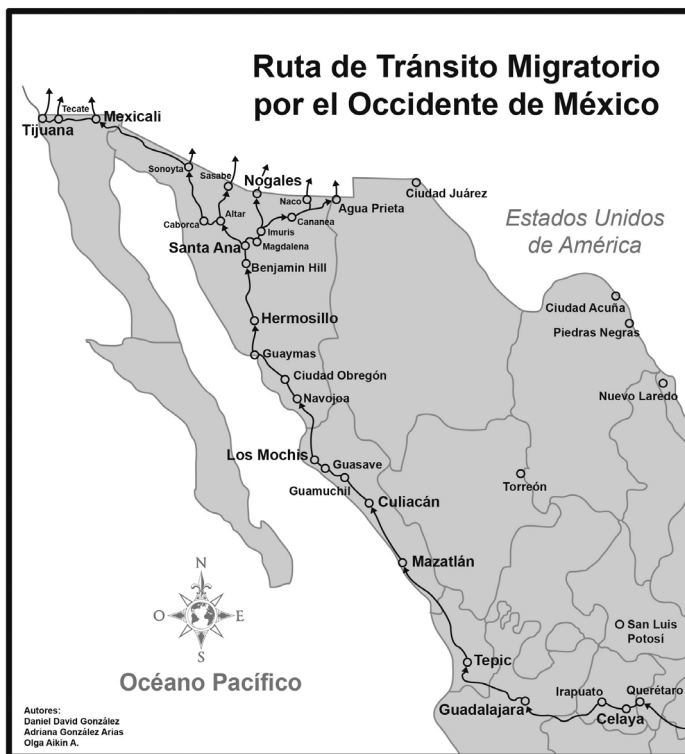 Ruta de Tránsito Migratorio
por el Occidente de México
Tecate
Mexicali
Tijuana
Sonoyta
Sasabe
Nogales
Naco
Agua Prieta
Ciudad Juárez
Caborca
Altar
Cananea
Imuris
Santa Ana
Magdalena
Benjamin Hill
Estados Unidos
de América
Ciudad Acuña
Piedras Negras
Hermosillo
Guaymas
Ciudad Obregón
Navojoa
Nuevo Laredo
Los Mochis
Guasave
Guamuchil
Torreón
Culiacán
Mazatlán
N
O
E
S
San Luis
Potosí
Tepic
Océano Pacífico
Guadalajara
Irapuato
Querétaro
Celaya
Autores:
Daniel David González
Adriana González Arias
Olga Aikin A.